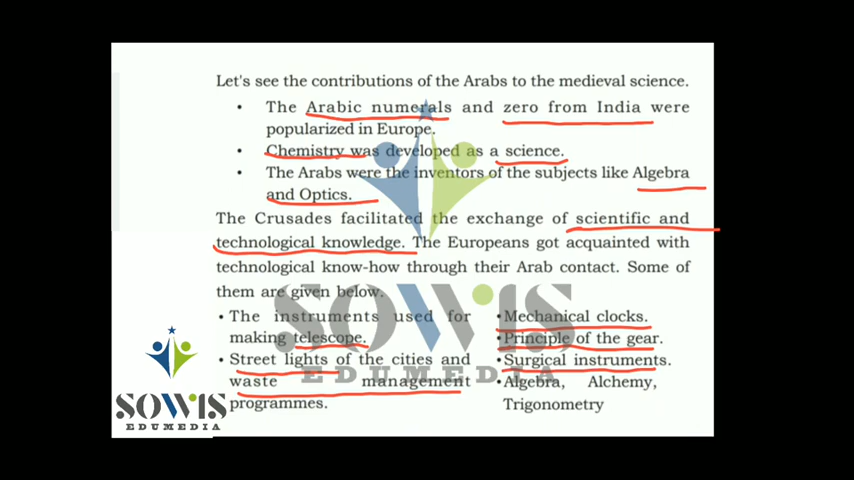 Let's see the contributions of the Arabs to the medieval science.
• The Arabic numerals and zero from India were
popularized in Europe.
• Chemistry was developed as a science.
• The Arabs were the inventors of the subjects like Algebra
and Optics.
The Crusades facilitated the exchange of scientific and
technological knowledge. The Europeans got acquainted with
technological know-how through their Arab contact. Some of
them are given below.
• The instruments used for
making telescope.
• Street lights of the cities and
waste management
programmes.
• Mechanical clocks.
• Principle of the gear.
• Surgical instruments.
• Algebra, Alchemy,
Trigonometry
SOWIS
EDUMEDIA
SOWIS
EDUMEDIA